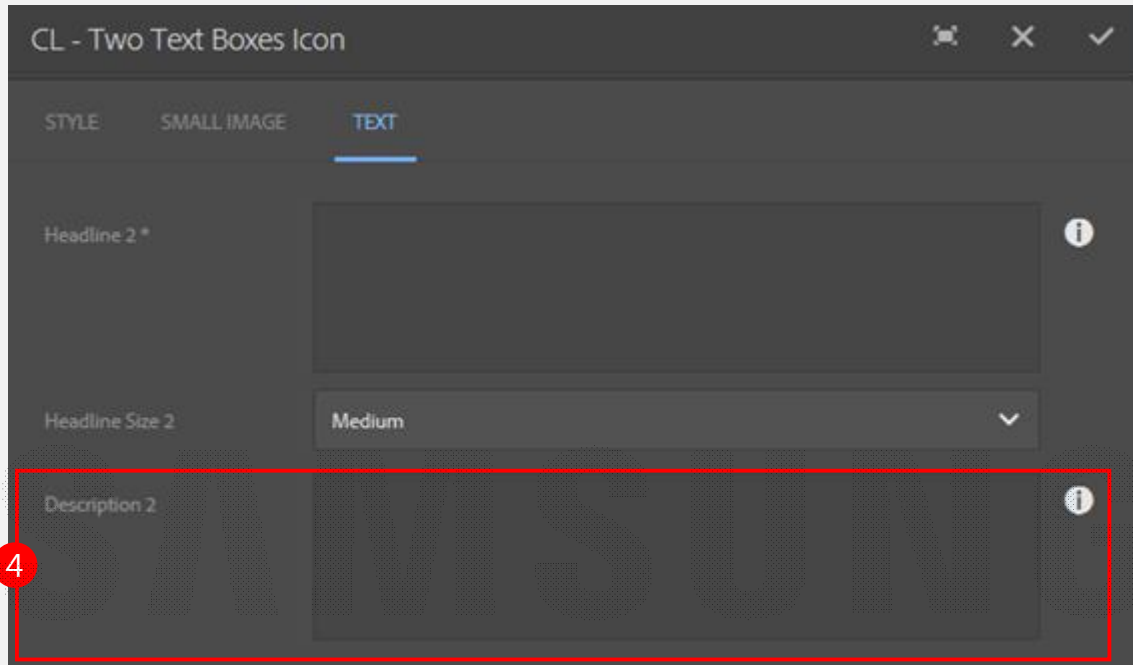 CL - Two Text Boxes Icon
STYLE SMALL IMAGE TEXT
Headline 2 *
Headline Size 2 Medium
Description 2
4
SAMSUNG